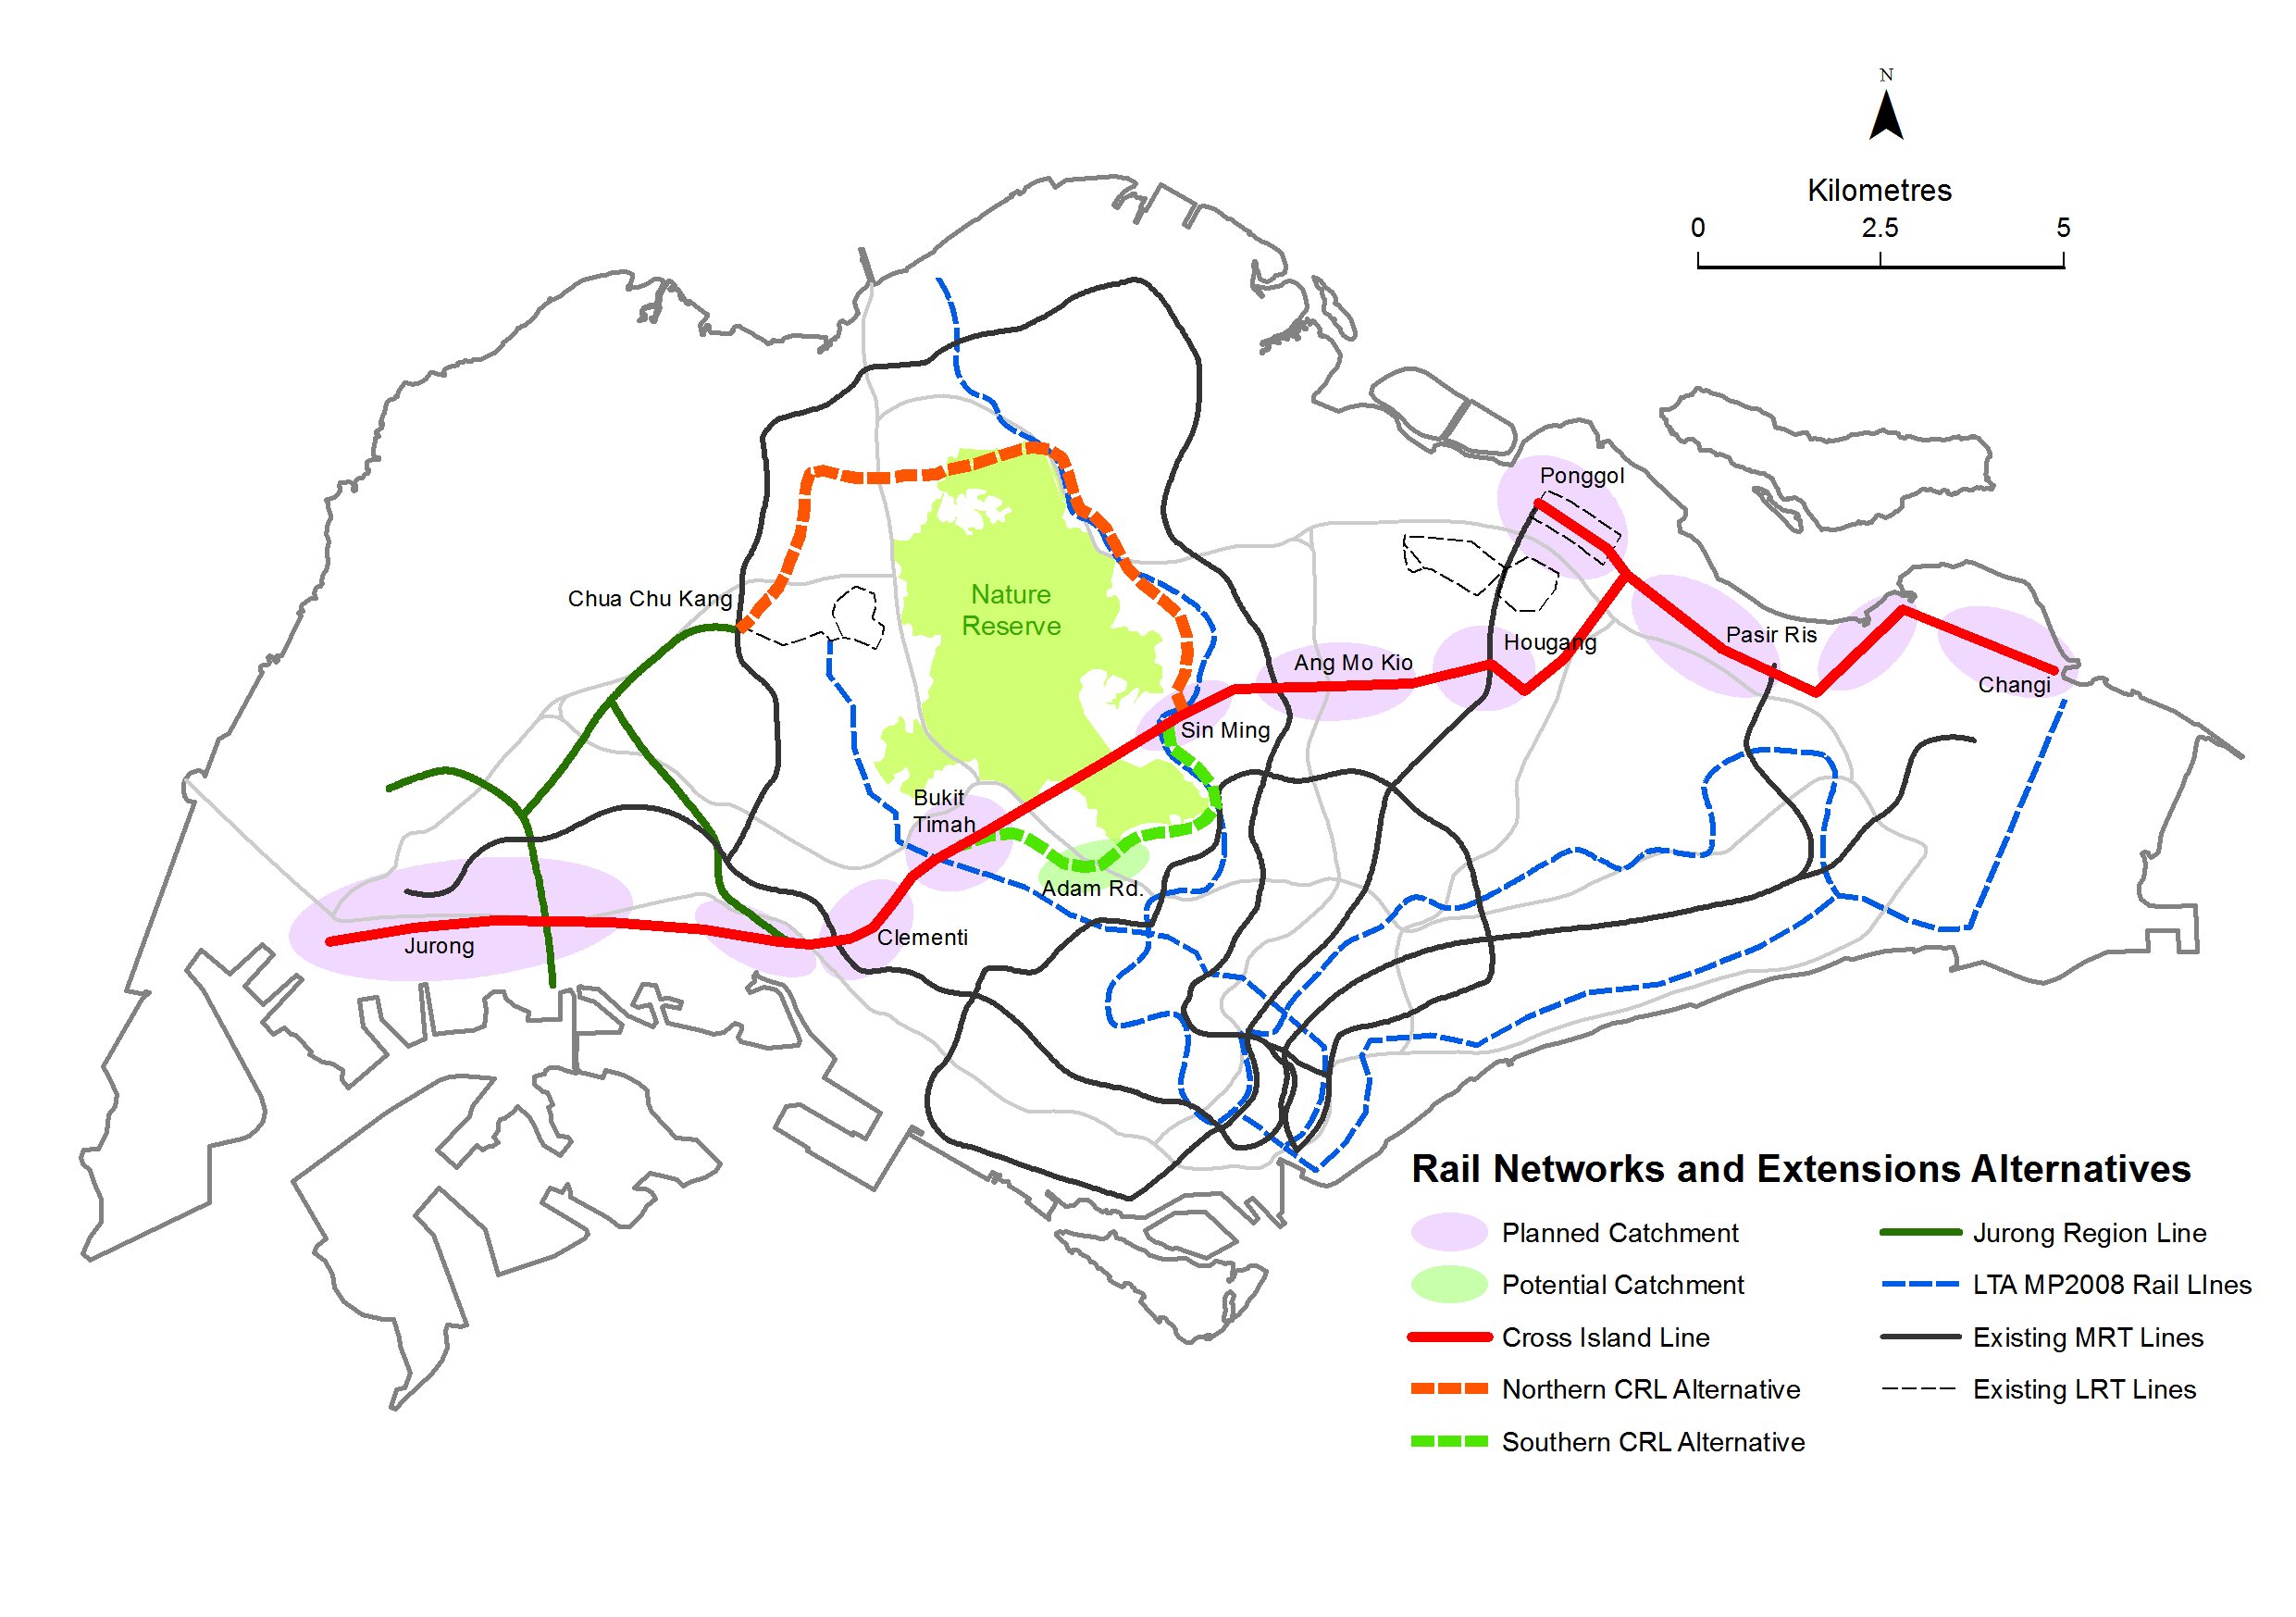 N
Kilometres
0 2.5 5
Ponggol
Chua Chu Kang
Nature
Reserve
Pasir Ris
Hougang
Ang Mo Kio
Changi
Sin Ming
Bukit
Timah
Adam Rd.
Clementi
Jurong
Rail Networks and Extensions Alternatives
Planned Catchment
Potential Catchment
Cross Island Line
Northern CRL Alternative
Southern CRL Alternative
Jurong Region Line
LTA MP2008 Rail LInes
Existing MRT Lines
Existing LRT Lines